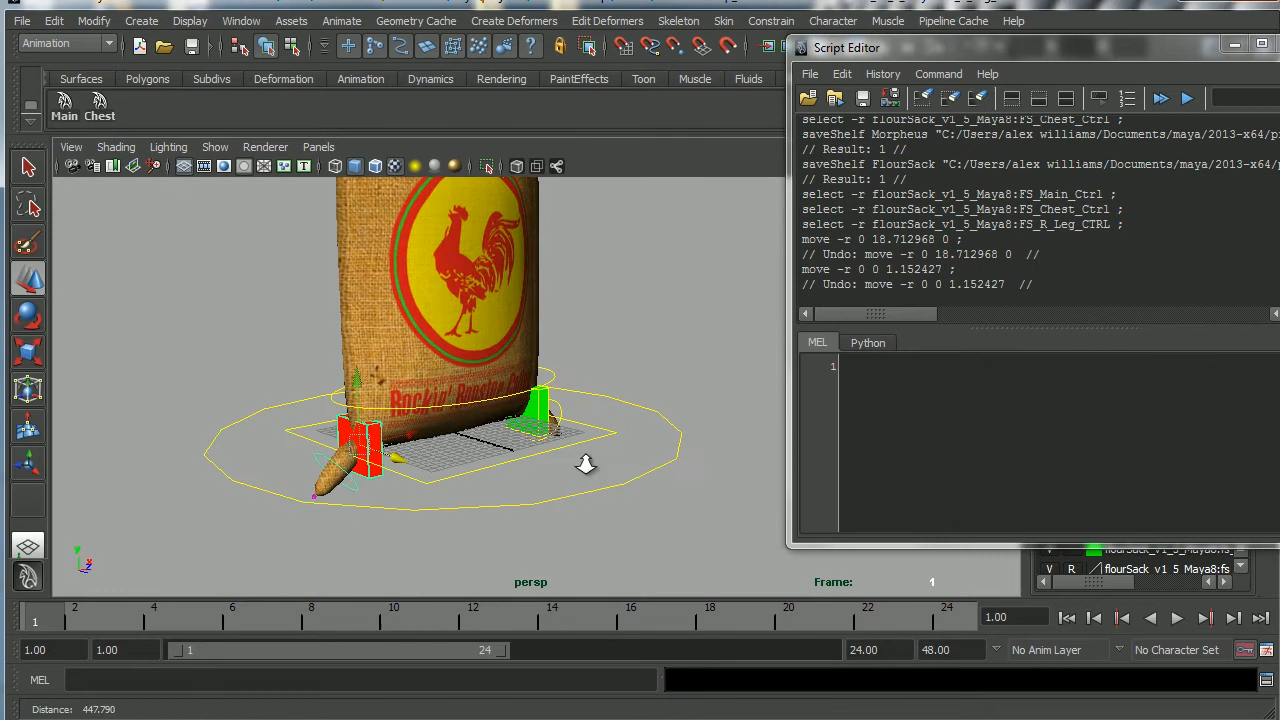 Menu Edit Modify Create Display Window Assets Animate Geometry Cache Create Deformers Edit Deformers Skeleton Skin Constrain Character Muscle Pipeline Cache Help
Animation
Surfaces Polygons Subdivs Deformation Animation Dynamics Rendering PaintEffects Toon Muscle Fluids
Main Chest
View Shading Lighting Show Renderer Panels
Script Editor
File Edit History Command Help
select -r flourSack_v1_5_Maya8:FS_Chest_Ctrl ;
saveShelf Morpheus "C:/Users/alex williams/Documents/maya/2013-x64/p
// Result: 1 //
saveShelf FlourSack "C:/Users/alex williams/Documents/maya/2013-x64/
// Result: 1 //
select -r flourSack_v1_5_Maya8:FS_Main_Ctrl ;
select -r flourSack_v1_5_Maya8:FS_Chest_Ctrl ;
select -r flourSack_v1_5_Maya8:FS_R_Leg_CTRL ;
move -r 0 18.712968 0 ;
// Undo: move -r 0 18.712968 0 //
move -r 0 0 1.152427 ;
// Undo: move -r 0 0 1.152427 //
MEL Python
1
Rockin' Rooster
y
x
z
persp
Frame: 1
V flourSack_v1_5_Maya8:fs_
V R flourSack_v1_5_Maya8:fs
1 2 4 6 8 10 12 14 16 18 20 22 24
1.00
1.00 1.00 1 24 24.00 48.00 No Anim Layer No Character Set
MEL
Distance: 447.790